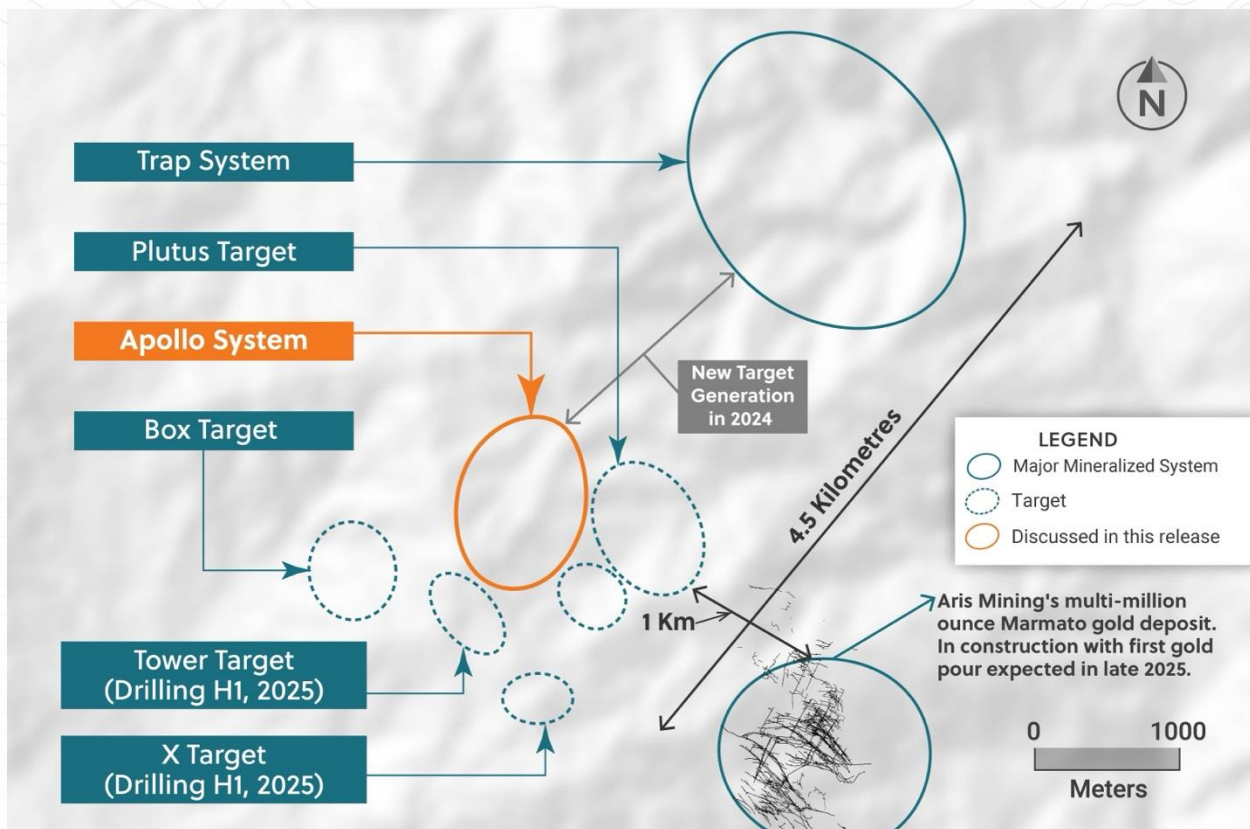 N
Trap System
Plutus Target
Apollo System
New Target
Generation
in 2024
Box Target
4.5 Kilometres
LEGEND
Major Mineralized System
Target
Discussed in this release
1 Km
Aris Mining's multi-million
ounce Marmato gold deposit.
In construction with first gold
pour expected in late 2025.
Tower Target
(Drilling H1, 2025)
X Target
(Drilling H1, 2025)
0 1000
Meters